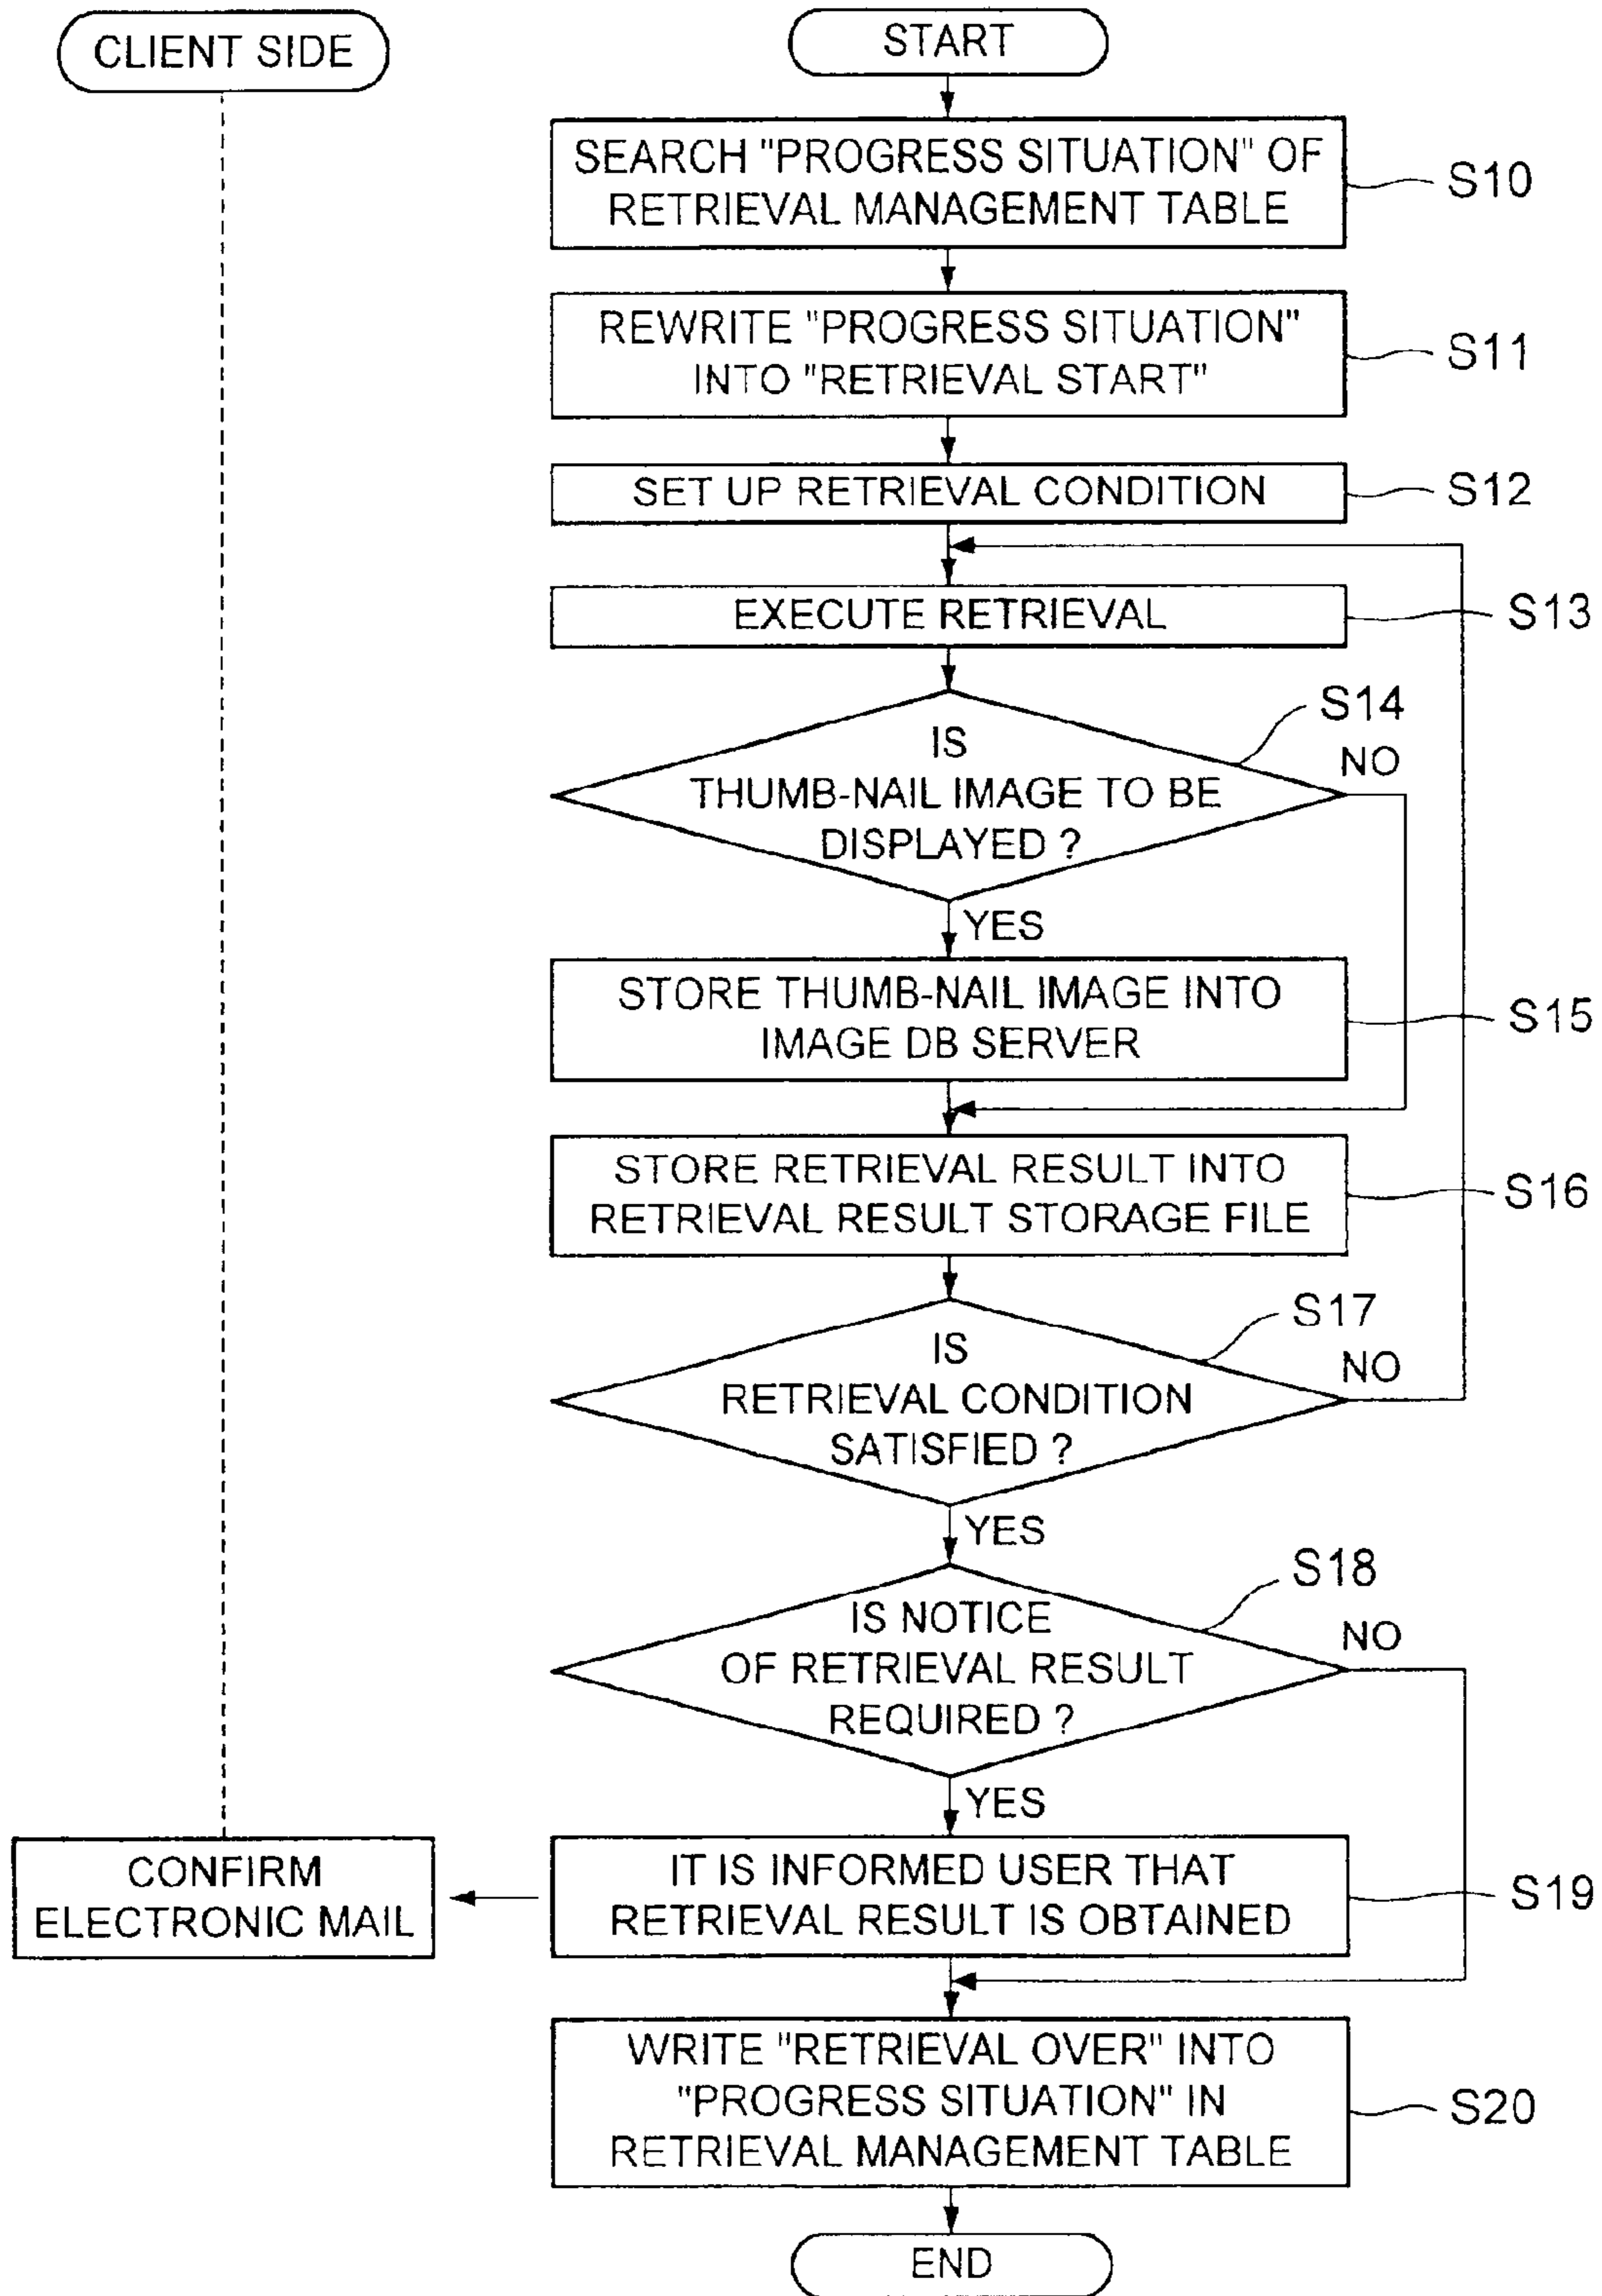 CLIENT SIDE
START
SEARCH "PROGRESS SITUATION" OF
RETRIEVAL MANAGEMENT TABLE
S10
REWRITE "PROGRESS SITUATION"
INTO "RETRIEVAL START"
S11
SET UP RETRIEVAL CONDITION
S12
EXECUTE RETRIEVAL
S13
S14
IS
THUMB-NAIL IMAGE TO BE
DISPLAYED ?
NO
YES
STORE THUMB-NAIL IMAGE INTO
IMAGE DB SERVER
S15
STORE RETRIEVAL RESULT INTO
RETRIEVAL RESULT STORAGE FILE
S16
S17
IS
RETRIEVAL CONDITION
SATISFIED ?
NO
YES
S18
IS NOTICE
OF RETRIEVAL RESULT
REQUIRED ?
NO
YES
CONFIRM
ELECTRONIC MAIL
IT IS INFORMED USER THAT
RETRIEVAL RESULT IS OBTAINED
S19
WRITE "RETRIEVAL OVER" INTO
"PROGRESS SITUATION" IN
RETRIEVAL MANAGEMENT TABLE
S20
END